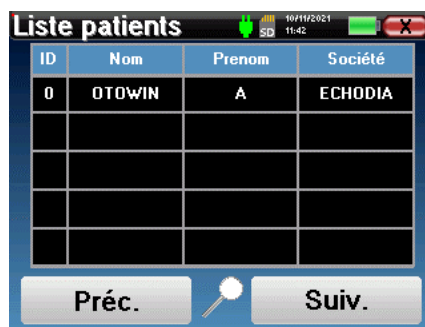 Liste patients
SD
10/11/2021
11:42
X
ID Nom Prenom Société
0 OTOWIN A ECHODIA
Préc. Suiv.